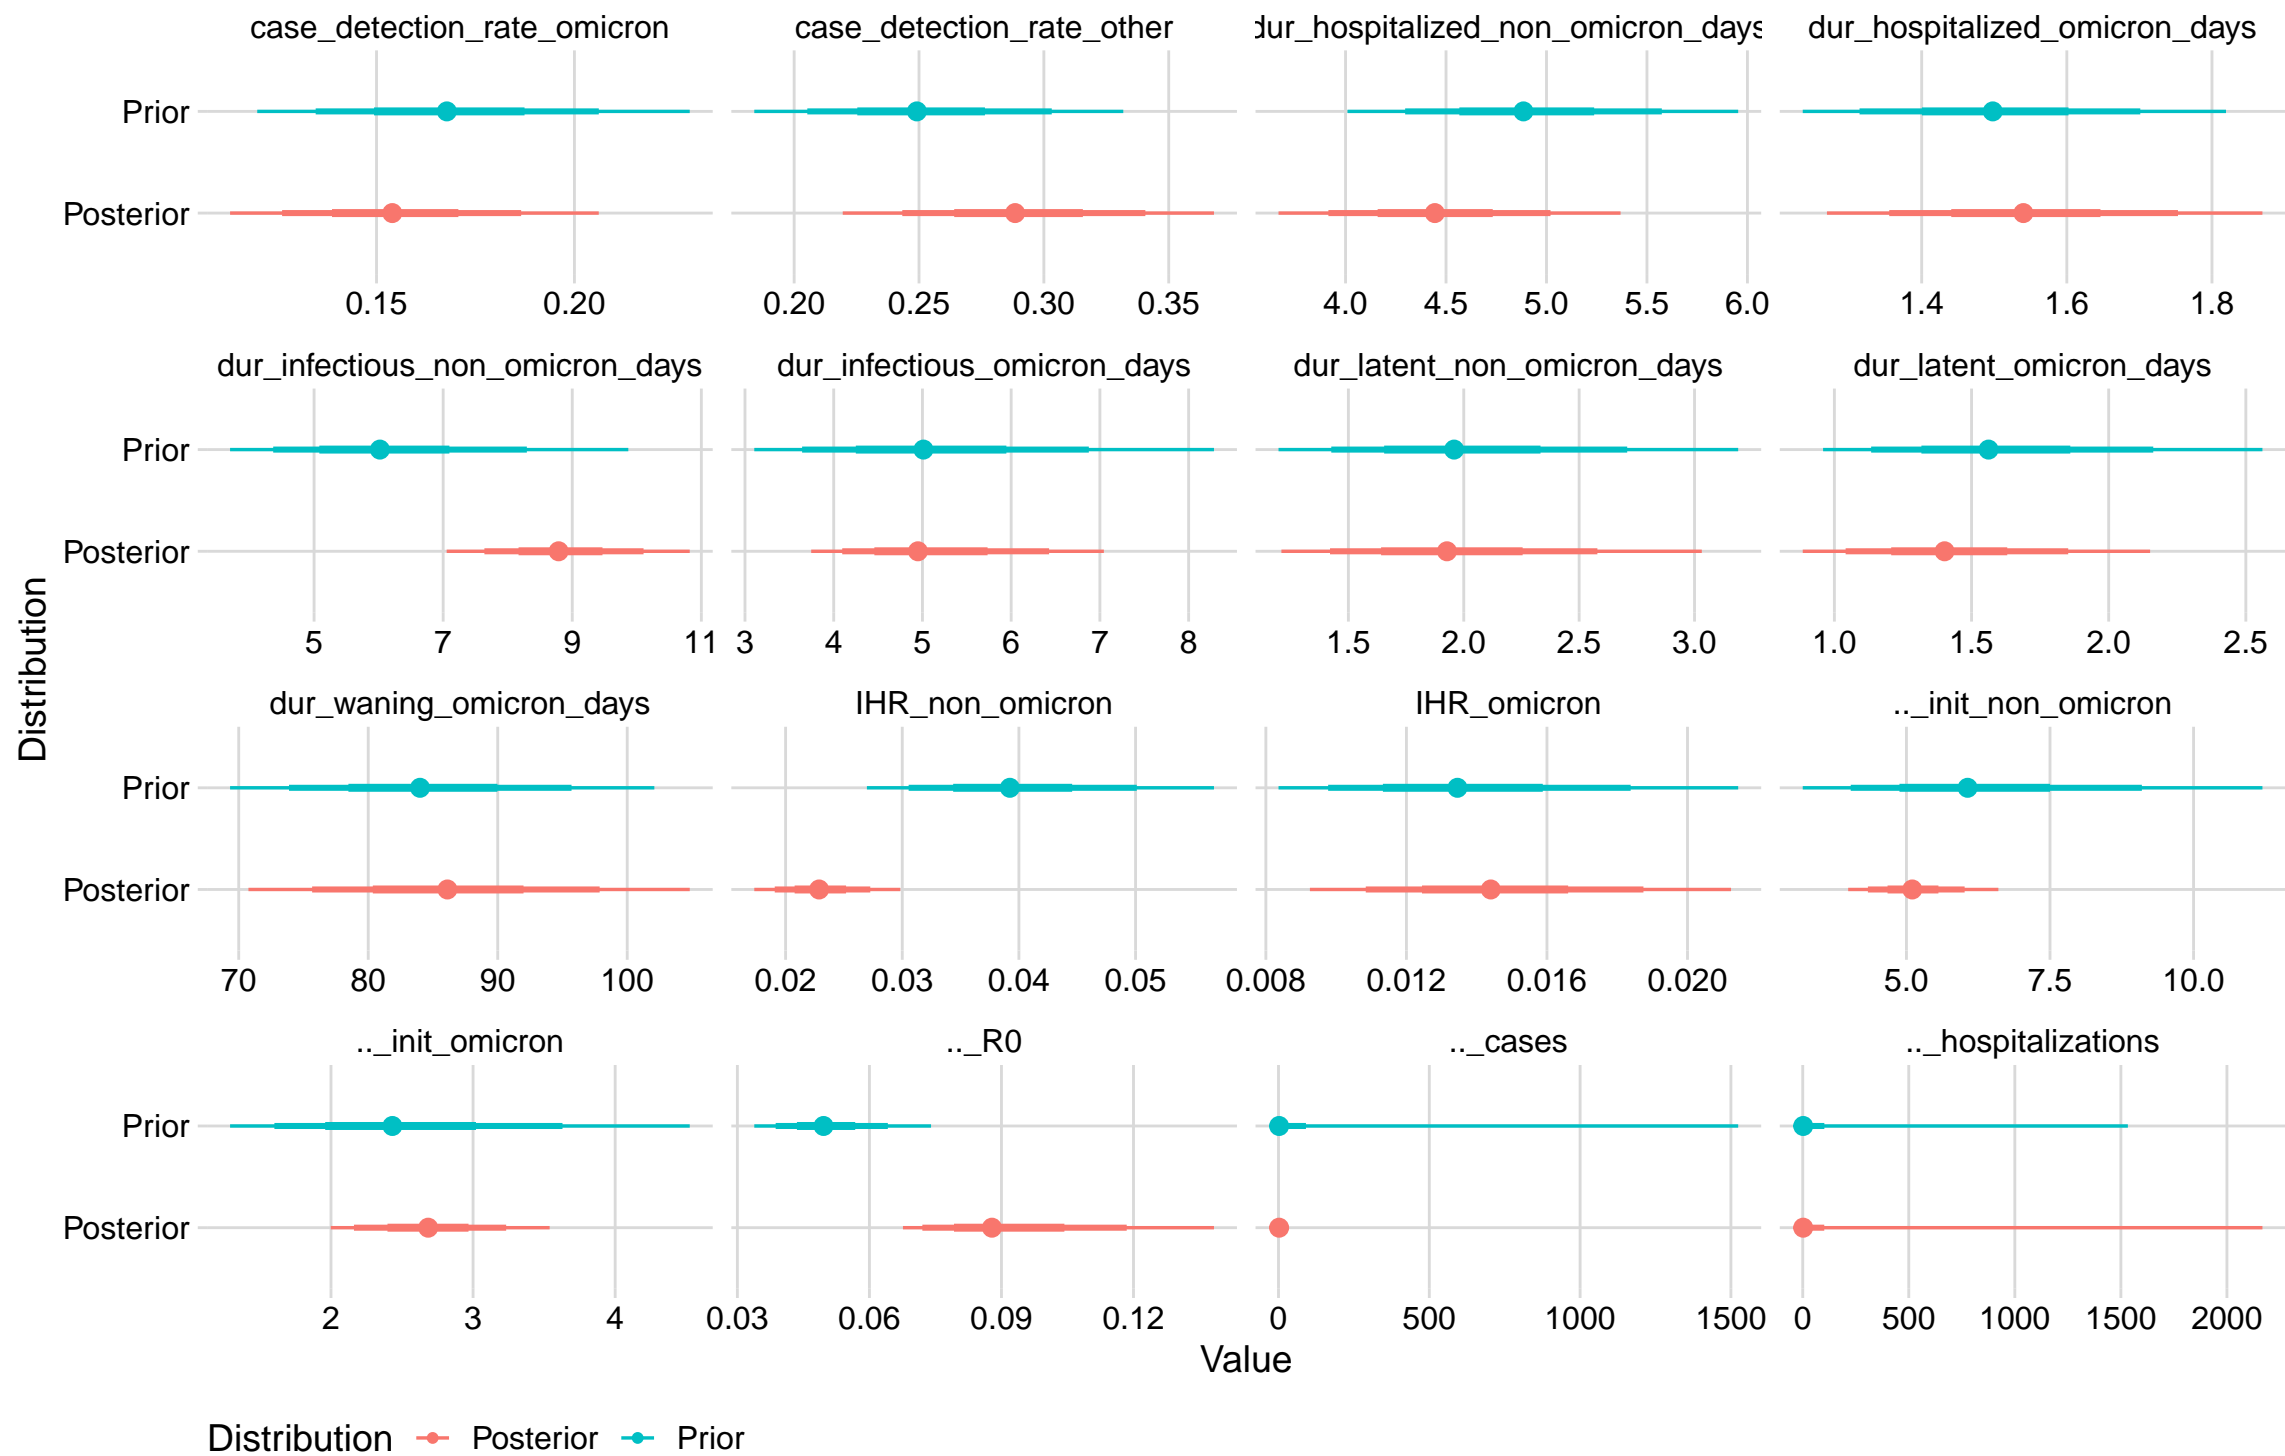 case_detection_rate_omicron case_detection_rate_other dur_hospitalized_non_omicron_days dur_hospitalized_omicron_days
Prior
Posterior
0.15 0.20 0.20 0.25 0.30 0.35 4.0 4.5 5.0 5.5 6.0 1.4 1.6 1.8
dur_infectious_non_omicron_days dur_infectious_omicron_days dur_latent_non_omicron_days dur_latent_omicron_days
Prior
Posterior
5 7 9 11 3 4 5 6 7 8 1.5 2.0 2.5 3.0 1.0 1.5 2.0 2.5
Distribution
dur_waning_omicron_days IHR_non_omicron IHR_omicron .._init_non_omicron
Prior
Posterior
70 80 90 100 0.02 0.03 0.04 0.05 0.008 0.012 0.016 0.020 5.0 7.5 10.0
.._init_omicron .._R0 .._cases .._hospitalizations
Prior
Posterior
2 3 4 0.03 0.06 0.09 0.12 0 500 1000 1500 0 500 1000 1500 2000
Value
Distribution Posterior Prior